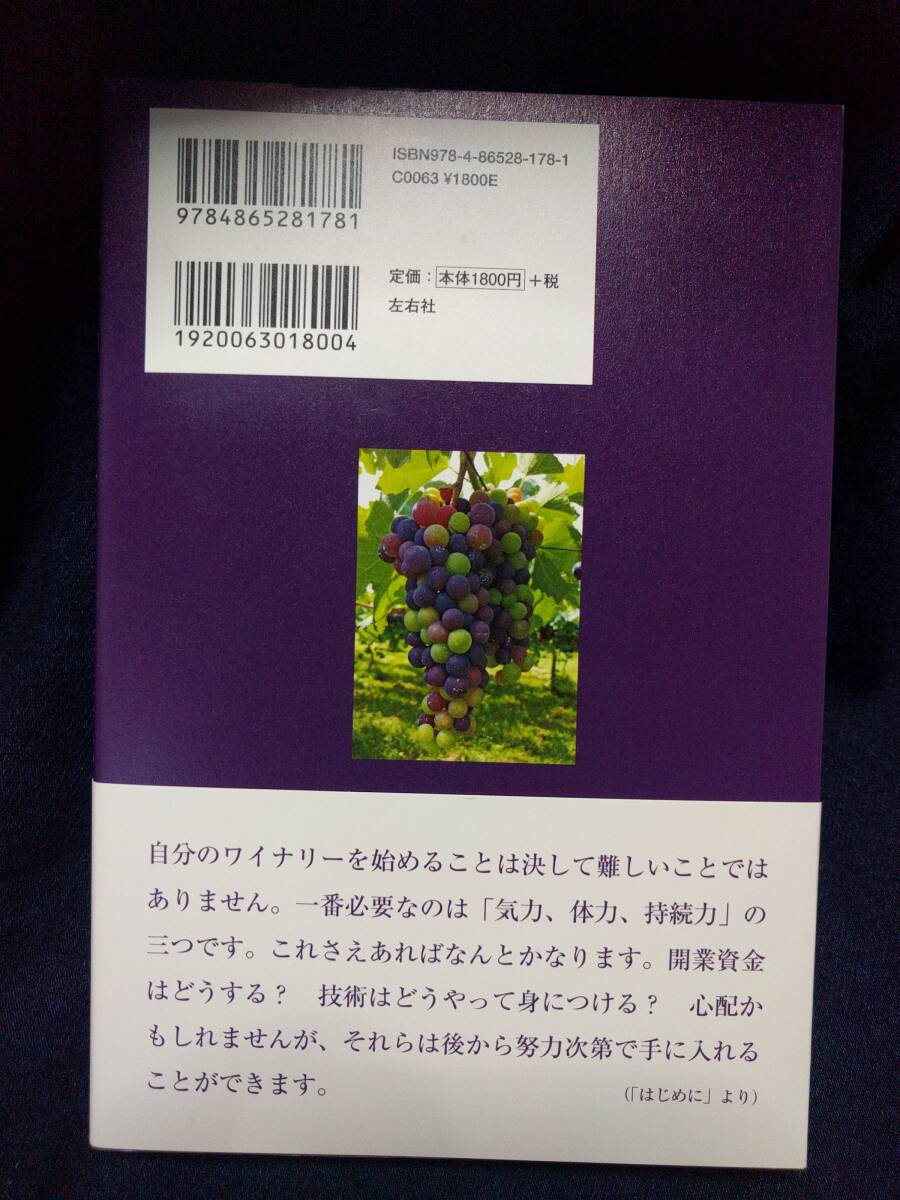 ISBN978-4-86528-178-1
C0063 ¥1800E
9784865281781
定価：本体1800円＋税
左右社
1920063018004
自分のワイナリーを始めることは決して難しいことでは
ありません。一番必要なのは「気力、体力、持続力」の
三つです。これさえあればなんとかなります。開業資金
はどうする？　技術はどうやって身につける？　心配か
もしれませんが、それらは後から努力次第で手に入れる
ことができます。
（「はじめに」より）